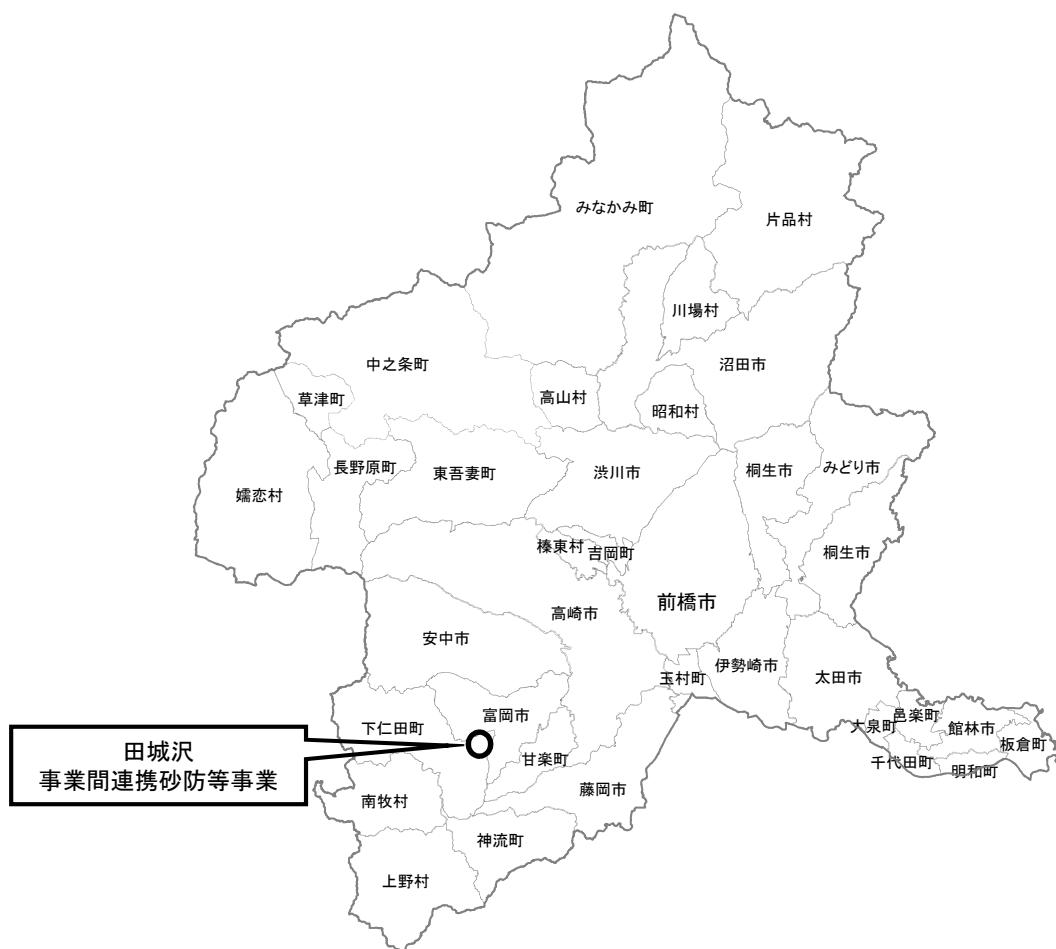 みなかみ町
片品村
川場村
中之条町
沼田市
草津町
高山村
昭和村
長野原町
東吾妻町
渋川市
桐生市
みどり市
嬬恋村
榛東村
吉岡町
桐生市
高崎市
前橋市
安中市
伊勢崎市
玉村町
太田市
富岡市
下仁田町
邑楽町
大泉町
館林市
板倉町
田城沢
事業間連携砂防等事業
甘楽町
千代田町
明和町
南牧村
藤岡市
神流町
上野村